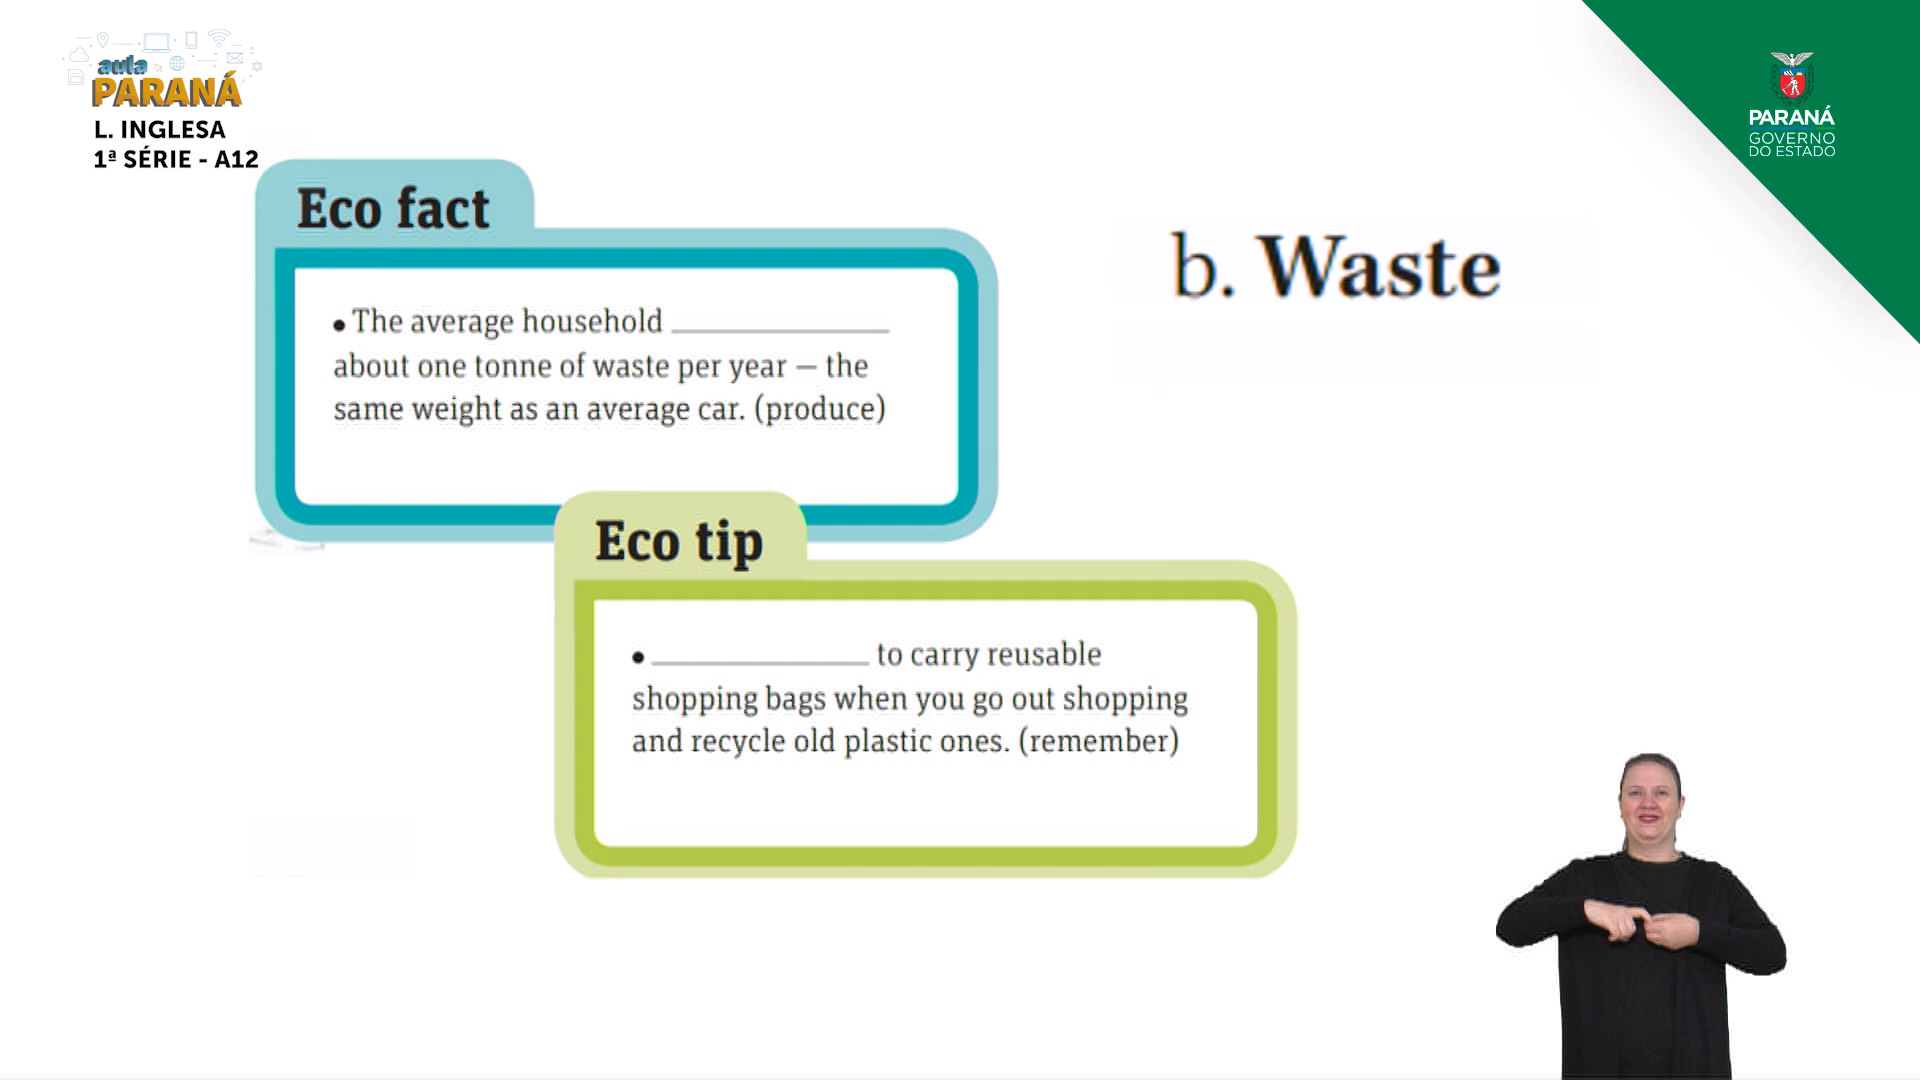 aula
PARANÁ
L. INGLESA
1ª SÉRIE - A12
PARANÁ
GOVERNO
DO ESTADO
Eco fact
• The average household ____________
about one tonne of waste per year — the
same weight as an average car. (produce)
b. Waste
Eco tip
• ____________ to carry reusable
shopping bags when you go out shopping
and recycle old plastic ones. (remember)